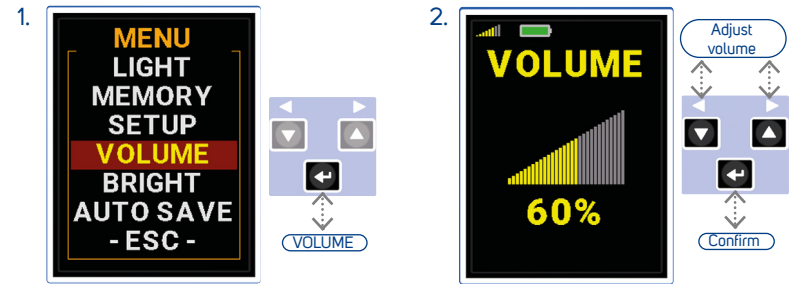 1.
MENU
LIGHT
MEMORY
SETUP
VOLUME
BRIGHT
AUTO SAVE
- ESC -
VOLUME
2.
VOLUME
60%
Adjust
volume
Confirm